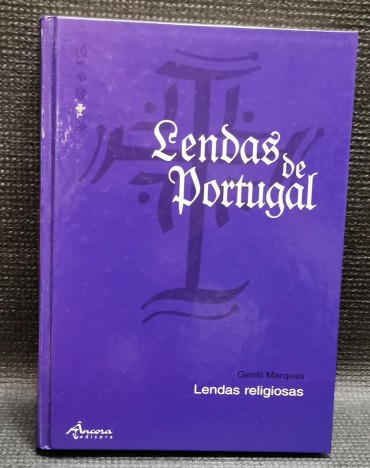 Lendas
de
Portugal
Gentil Marques
Lendas religiosas
Âncora
editora